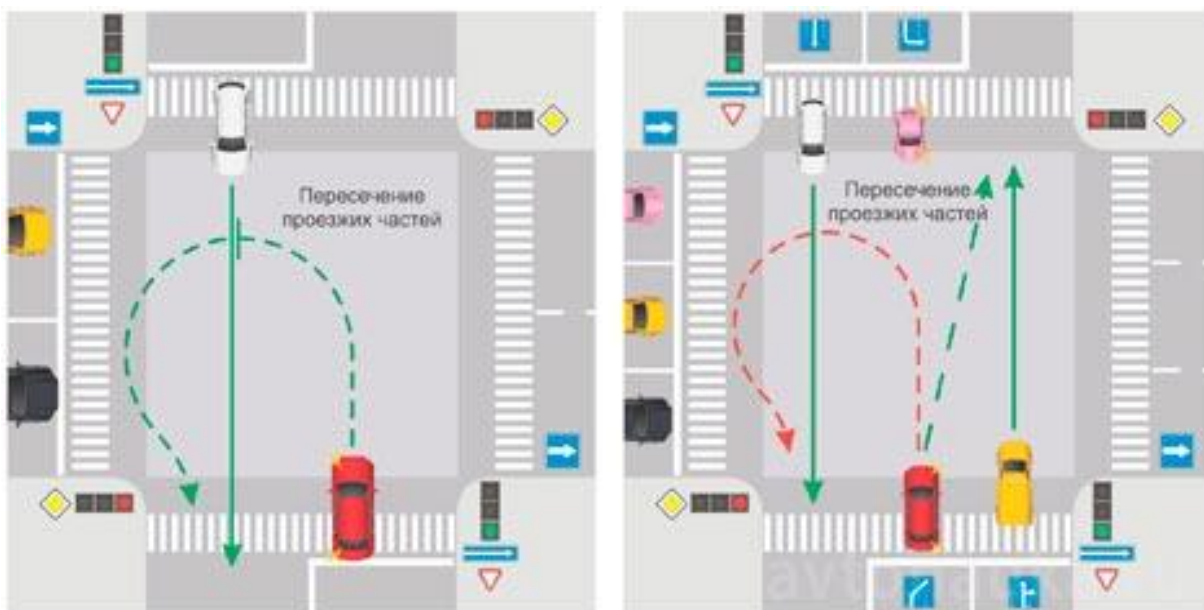 Пересечение
проезжих частей
Пересечение
проезжих частей